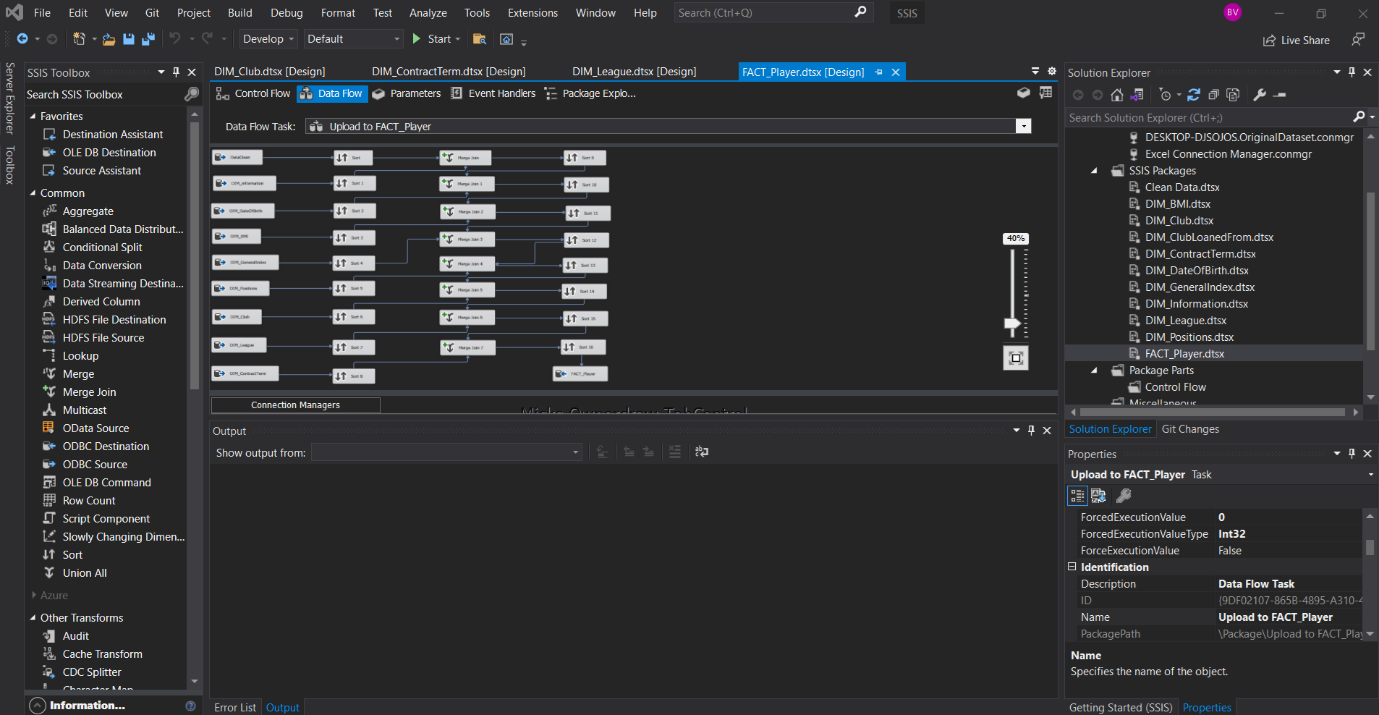 File Edit View Git Project Build Debug Format Test Analyze Tools Extensions Window Help Search (Ctrl+Q) SSIS BV
Develop Default Start Live Share
Server Explorer
Toolbox
SSIS Toolbox
Search SSIS Toolbox
Favorites
Destination Assistant
OLE DB Destination
Source Assistant
Common
Aggregate
Balanced Data Distribut...
Conditional Split
Data Conversion
Data Streaming Destina...
Derived Column
HDFS File Destination
HDFS File Source
Lookup
Merge
Merge Join
Multicast
OData Source
ODBC Destination
ODBC Source
OLE DB Command
Row Count
Script Component
Slowly Changing Dimen...
Sort
Union All
Azure
Other Transforms
Audit
Cache Transform
CDC Splitter
Character Map
Information...
DIM_Club.dtsx [Design] DIM_ContractTerm.dtsx [Design] DIM_League.dtsx [Design] FACT_Player.dtsx [Design]
Control Flow Data Flow Parameters Event Handlers Package Explo...
Data Flow Task: Upload to FACT_Player
DataClean Sort Merge Join Sort 9
DIM_Information Sort 1 Merge Join 1 Sort 10
DIM_DateOfBirth Sort 2 Merge Join 2 Sort 11
DIM_BMI Sort 3 Merge Join 3 Sort 12
DIM_GeneralIndex Sort 4 Merge Join 4 Sort 13
DIM_Positions Sort 5 Merge Join 5 Sort 14
DIM_Club Sort 6 Merge Join 6
DIM_League Sort 7 Merge Join 7 Sort 16
DIM_ContractTerm Sort 8 FACT_Player
40%
Connection Managers
Output
Show output from:
Error List Output
Solution Explorer
Search Solution Explorer (Ctrl+;)
DESKTOP-DJSOJOS.OriginalDataset.conmgr
Excel Connection Manager.conmgr
SSIS Packages
Clean Data.dtsx
DIM_BMI.dtsx
DIM_Club.dtsx
DIM_ClubLoanedFrom.dtsx
DIM_ContractTerm.dtsx
DIM_DateOfBirth.dtsx
DIM_GeneralIndex.dtsx
DIM_Information.dtsx
DIM_League.dtsx
DIM_Positions.dtsx
FACT_Player.dtsx
Package Parts
Control Flow
Miscellaneous
Solution Explorer Git Changes
Properties
Upload to FACT_Player Task
ForcedExecutionValue 0
ForcedExecutionValueType Int32
ForceExecutionValue False
Identification
Description Data Flow Task
ID {9DF02107-865B-4895-A310-4
Name Upload to FACT_Player
PackagePath \Package\Upload to FACT_Play
Name
Specifies the name of the object.
Getting Started (SSIS) Properties